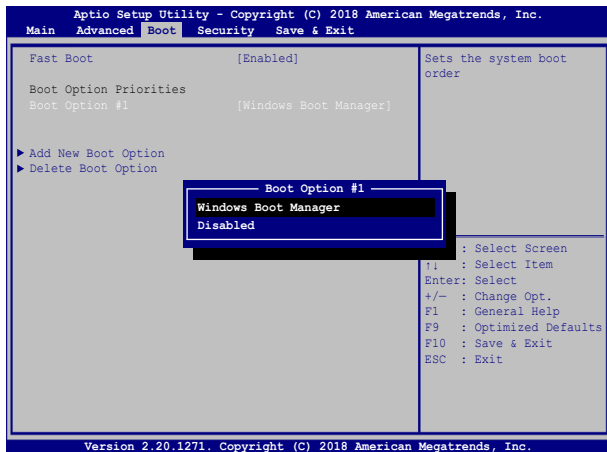 Aptio Setup Utility - Copyright (C) 2018 American Megatrends, Inc.
Main Advanced Boot Security Save & Exit
Fast Boot [Enabled]
Sets the system boot
order
Boot Option Priorities
Boot Option #1 [Windows Boot Manager]
Add New Boot Option
Delete Boot Option
Boot Option #1
Windows Boot Manager
Disabled
: Select Screen
↑↓ : Select Item
Enter: Select
+/— : Change Opt.
F1 : General Help
F9 : Optimized Defaults
F10 : Save & Exit
ESC : Exit
Version 2.20.1271. Copyright (C) 2018 American Megatrends, Inc.